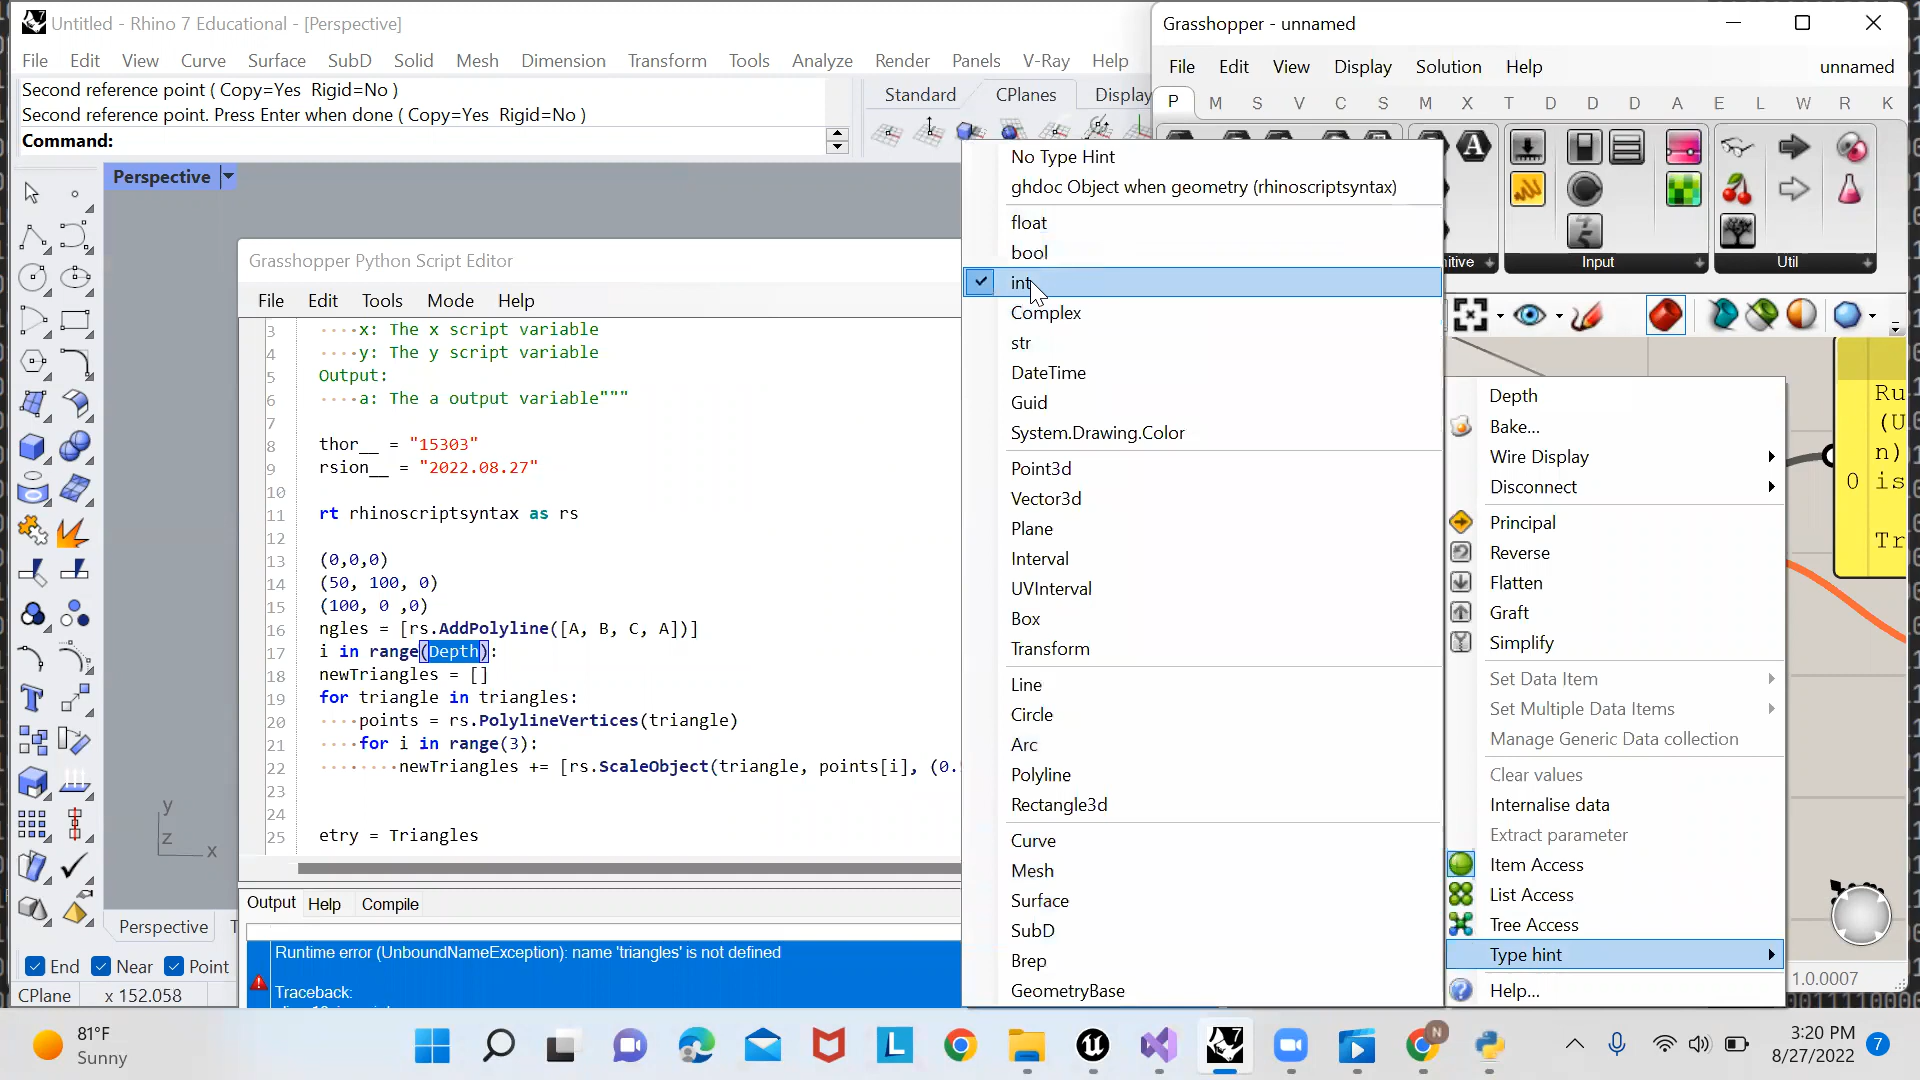 Untitled - Rhino 7 Educational - [Perspective]
File Edit View Curve Surface SubD Solid Mesh Dimension Transform Tools Analyze Render Panels V-Ray Help
Second reference point ( Copy=Yes Rigid=No )
Second reference point. Press Enter when done ( Copy=Yes Rigid=No )
Command:
Standard CPlanes Display
Perspective
Grasshopper - unnamed
File Edit View Display Solution Help unnamed
P M S V C S M X T D D D A E L W R K
itive Input Util
Grasshopper Python Script Editor
File Edit Tools Mode Help
3 ····x: The x script variable
4 ····y: The y script variable
5 Output:
6 ····a: The a output variable"""
7
8 thor__ = "15303"
9 rsion__ = "2022.08.27"
10
11 rt rhinoscriptsyntax as rs
12
13 (0,0,0)
14 (50, 100, 0)
15 (100, 0 ,0)
16 ngles = [rs.AddPolyline([A, B, C, A])]
17 i in range(Depth):
18 newTriangles = []
19 for triangle in triangles:
20 ····points = rs.PolylineVertices(triangle)
21 ····for i in range(3):
22 ········newTriangles += [rs.ScaleObject(triangle, points[i], (0.
23
24
25 etry = Triangles
Output Help Compile
Runtime error (UnboundNameException): name 'triangles' is not defined
Traceback:
No Type Hint
ghdoc Object when geometry (rhinoscriptsyntax)
float
bool
int
Complex
str
DateTime
Guid
System.Drawing.Color
Point3d
Vector3d
Plane
Interval
UVInterval
Box
Transform
Line
Circle
Arc
Polyline
Rectangle3d
Curve
Mesh
Surface
SubD
Brep
GeometryBase
Depth
Bake...
Wire Display
Disconnect
Principal
Reverse
Flatten
Graft
Simplify
Set Data Item
Set Multiple Data Items
Manage Generic Data collection
Clear values
Internalise data
Extract parameter
Item Access
List Access
Tree Access
Type hint
Help...
Ru
(U
n)
0 is
Tr
1.0.0007
y
z
x
Perspective T
End Near Point
CPlane x 152.058
81°F
Sunny
3:20 PM
8/27/2022
7